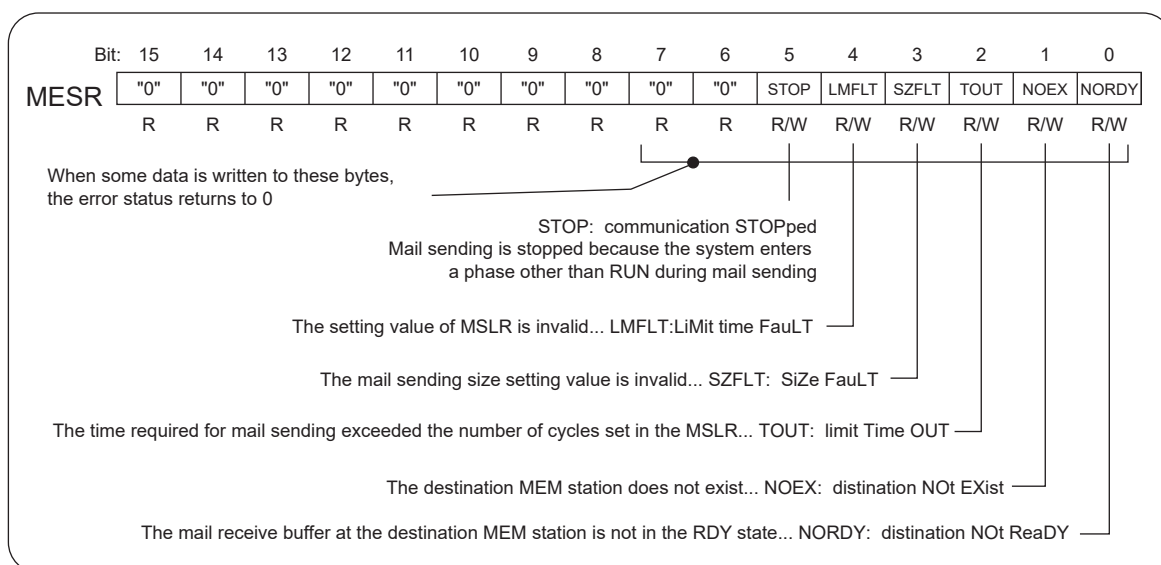 Bit: 15 14 13 12 11 10 9 8 7 6 5 4 3 2 1 0
MESR "0" "0" "0" "0" "0" "0" "0" "0" "0" "0" STOP LMFLT SZFLT TOUT NOEX NORDY
R R R R R R R R R R R/W R/W R/W R/W R/W R/W
When some data is written to these bytes,
the error status returns to 0
STOP: communication STOPped
Mail sending is stopped because the system enters
a phase other than RUN during mail sending
The setting value of MSLR is invalid... LMFLT:LiMit time FauLT
The mail sending size setting value is invalid... SZFLT: SiZe FauLT
The time required for mail sending exceeded the number of cycles set in the MSLR... TOUT: limit Time OUT
The destination MEM station does not exist... NOEX: distination NOt EXist
The mail receive buffer at the destination MEM station is not in the RDY state... NORDY: distination NOt ReaDY